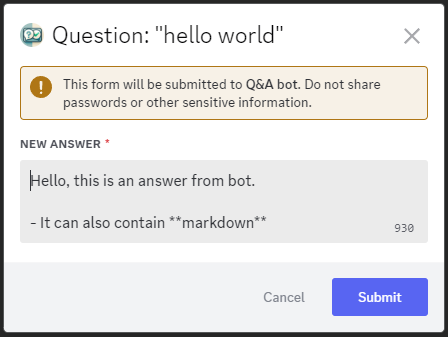 Question: "hello world"
This form will be submitted to Q&A bot. Do not share
passwords or other sensitive information.
NEW ANSWER *
Hello, this is an answer from bot.
- It can also contain **markdown**
930
Cancel
Submit